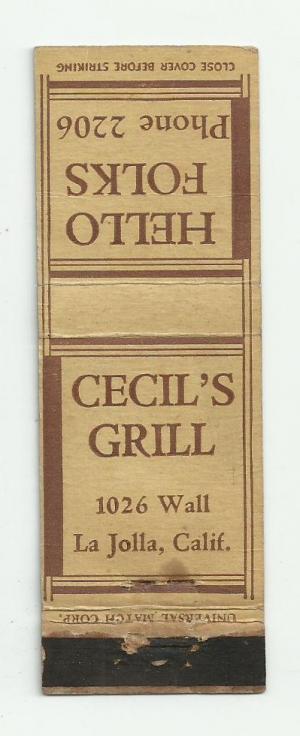 CLOSE COVER BEFORE STRIKING
HELLO
FOLKS
Phone 2206
CECIL'S
GRILL
1026 Wall
La Jolla, Calif.
UNIVERSAL MATCH CORP.